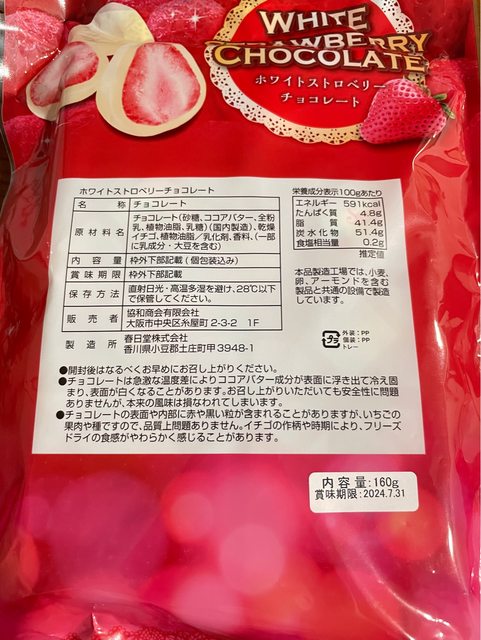 WHITE
STRAWBERRY
CHOCOLATE
ホワイトストロベリー
チョコレート
ホワイトストロベリーチョコレート
名称 チョコレート
原材料名 チョコレート(砂糖、ココアバター、全粉
乳、植物油脂、乳糖)(国内製造)、乾燥
イチゴ、植物油脂/乳化剤、香料、(一部
に乳成分・大豆を含む)
内容量 枠外下部記載(個包装込み)
賞味期限 枠外下部記載
保存方法 直射日光・高温多湿を避け、28℃以下
で保管してください。
販売者 協和商会有限会社
大阪市中央区糸屋町2-3-2 1F
製造所 春日堂株式会社
香川県小豆郡土庄町甲3948-1
栄養成分表示100gあたり
エネルギー 591kcal
たんぱく質 4.8g
脂質 41.4g
炭水化物 51.4g
食塩相当量 0.2g
推定値
本品製造工場では、小麦、
卵、アーモンドを含む
製品と共通の設備で製造
しています。
プラ
外装:PP
個装:PP
トレー
●開封後はなるべくお早めにお召し上がりください。
●チョコレートは急激な温度差によりココアバター成分が表面に浮き出て冷え固
まり、表面が白くなることがあります。お召し上がりいただいても安全性に問題
ありませんが、本来の風味は損なわれてしまいます。
●チョコレートの表面や内部に赤や黒い粒が含まれることがありますが、いちごの
果肉や種ですので、品質上問題ありません。イチゴの作柄や時期により、フリーズ
ドライの食感がやわらかく感じることがあります。
内容量:160g
賞味期限:2024.7.31